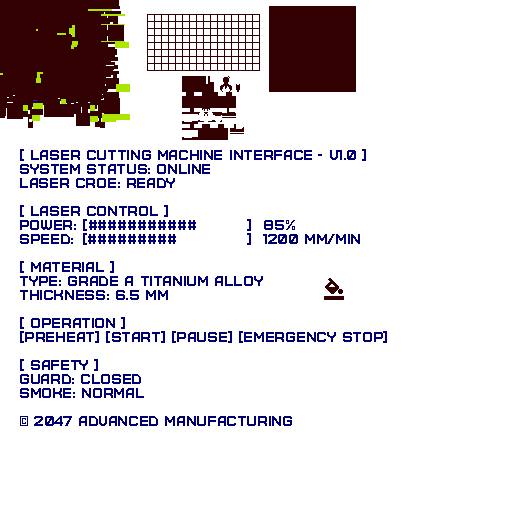 [ LASER CUTTING MACHINE INTERFACE - V1.0 ]
SYSTEM STATUS: ONLINE
LASER CROE: READY
[ LASER CONTROL ]
POWER: [########### ] 85%
SPEED: [######### ] 1200 MM/MIN
[ MATERIAL ]
TYPE: GRADE A TITANIUM ALLOY
THICKNESS: 6.5 MM
[ OPERATION ]
[PREHEAT] [START] [PAUSE] [EMERGENCY STOP]
[ SAFETY ]
GUARD: CLOSED
SMOKE: NORMAL
© 2047 ADVANCED MANUFACTURING